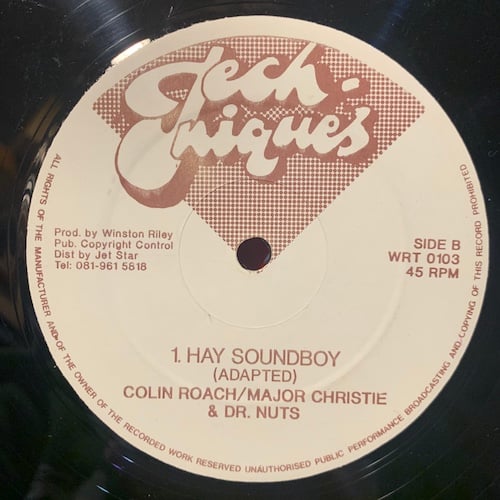 Tech-
niques
Prod. by Winston Riley
Pub. Copyright Control
Dist by Jet Star
Tel: 081-961 5818
SIDE B
WRT 0103
45 RPM
1. HAY SOUNDBOY
(ADAPTED)
COLIN ROACH/MAJOR CHRISTIE
& DR. NUTS
ALL RIGHTS OF THE MANUFACTURER AND·OF THE OWNER OF THE RECORDED WORK RESERVED UNAUTHORISED PUBLIC PERFORMANCE BROADCASTING AND COPYING OF THIS RECORD PROHIBITED